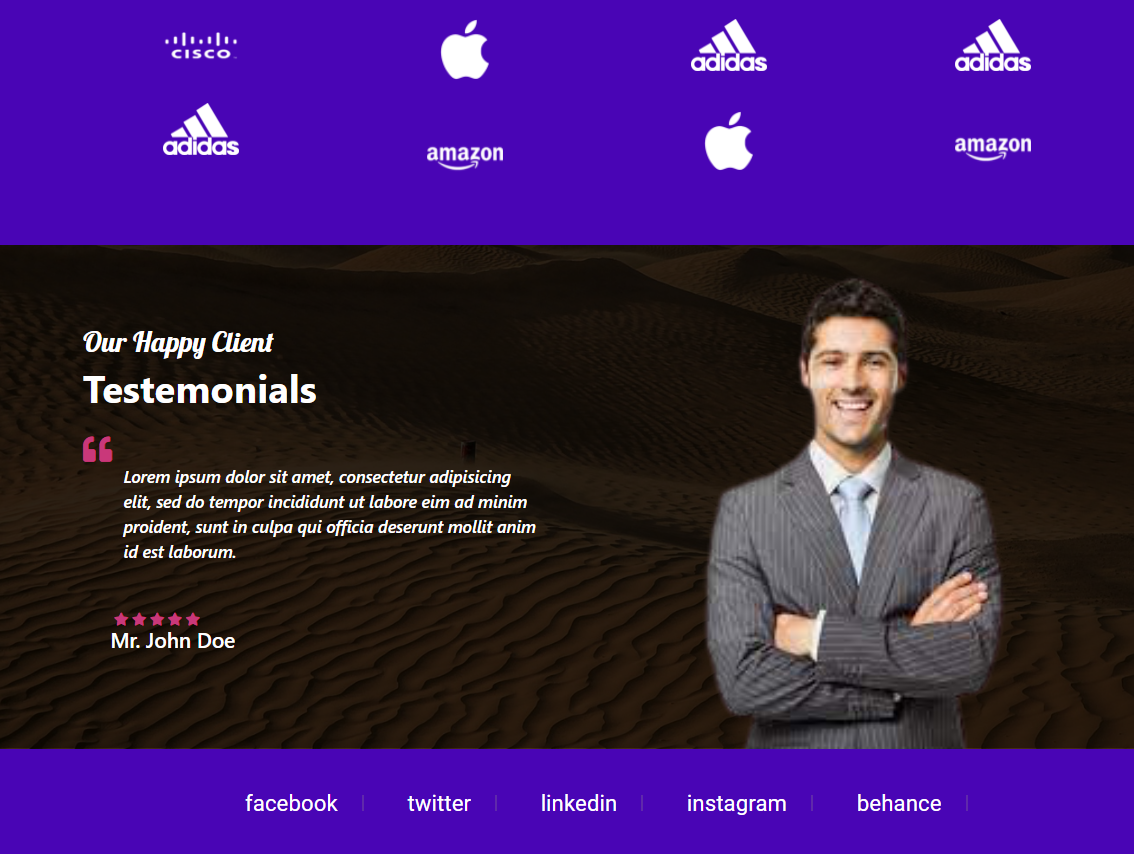 CISCO
adidas
adidas
adidas
amazon
amazon
Our Happy Client
Testemonials
“
Lorem ipsum dolor sit amet, consectetur adipisicing
elit, sed do tempor incididunt ut labore eim ad minim
proident, sunt in culpa qui officia deserunt mollit anim
id est laborum.
Mr. John Doe
facebook | twitter | linkedin | instagram | behance |